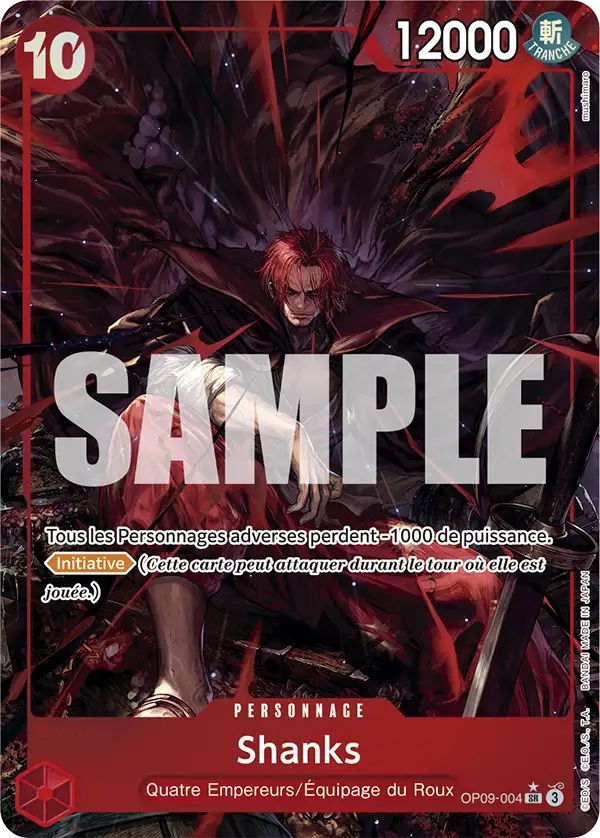 10
12000
斬
TRANCHE
mushimaro
SAMPLE
Tous les Personnages adverses perdent -1000 de puissance.
Initiative (Cette carte peut attaquer durant le tour où elle est
jouée.)
PERSONNAGE
Shanks
Quatre Empereurs/Équipage du Roux
OP09-004 SR 3
©ED/S ©E.O./S., T.A. BANDAI MADE IN JAPAN